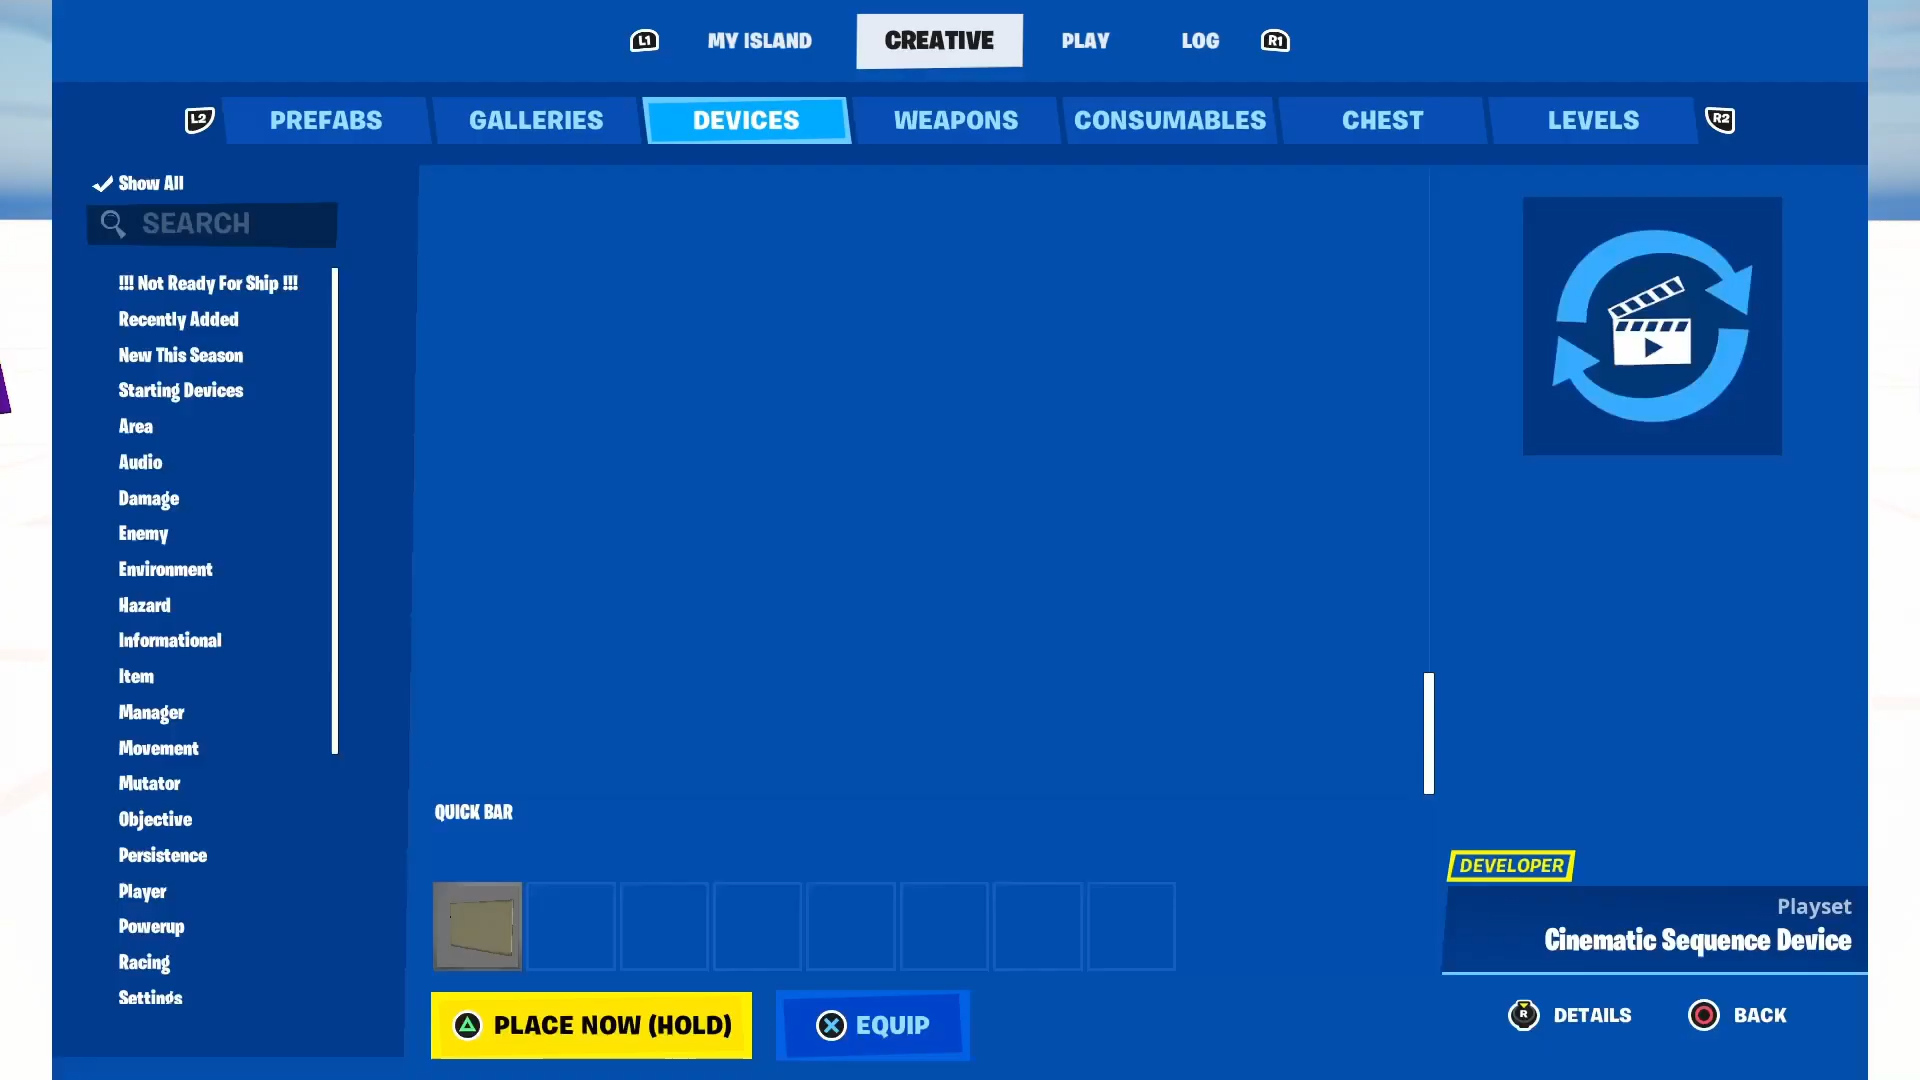 L1 MY ISLAND CREATIVE PLAY LOG R1
L2 PREFABS GALLERIES DEVICES WEAPONS CONSUMABLES CHEST LEVELS R2
Show All
SEARCH
!!! Not Ready For Ship !!!
Recently Added
New This Season
Starting Devices
Area
Audio
Damage
Enemy
Environment
Hazard
Informational
Item
Manager
Movement
Mutator
Objective
Persistence
Player
Powerup
Racing
Settings
QUICK BAR
PLACE NOW (HOLD) EQUIP
DEVELOPER
Playset
Cinematic Sequence Device
R DETAILS BACK